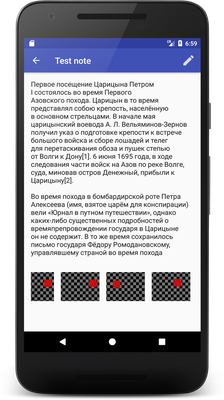 6:59
Test note
Первое посещение Царицына Петром
I состоялось во время Первого
Азовского похода. Царицын в то время
представлял собою крепость, населённую
в основном стрельцами. В начале мая
царицынский воевода А. Л. Вельяминов-Зернов
получил указ о подготовке крепости к встрече
большого войска и сборе лошадей и телег
для перетаскивания обоза и пушек степью
от Волги к Дону[1]. 6 июня 1695 года, в ходе
следования части войск на Азов по реке Волге,
суда, миновав остров Денежный, прибыли к
Царицыну[2].
Во время похода в бомбардирской роте Петра
Алексеева (имя, взятое царём для конспирации)
вели «Юрнал в путном путешествии», однако
каких-либо существенных подробностей о
времяпрепровождении государя в Царицыне
он не содержит. В то же время сохранилось
письмо государя Фёдору Ромодановскому,
управлявшему страной во время похода